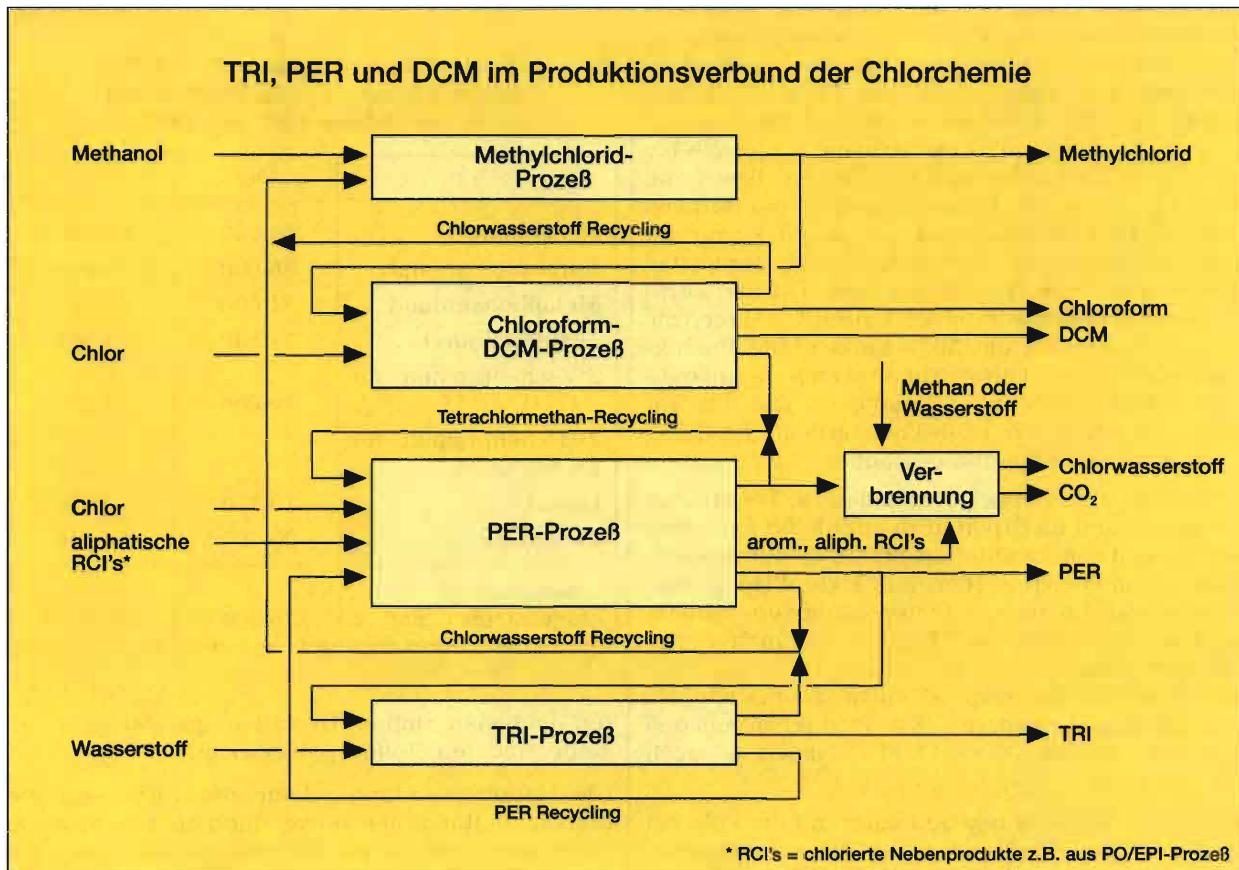 TRI, PER und DCM im Produktionsverbund der Chlorchemie
Methanol
Methylchlorid-
Prozeß
Methylchlorid
Chlorwasserstoff Recycling
Chlor
Chloroform-
DCM-Prozeß
Chloroform
DCM
Methan oder
Wasserstoff
Tetrachlormethan-Recycling
Chlor
aliphatische
RCl's*
PER-Prozeß
Ver-
brennung
Chlorwasserstoff
CO₂
arom., aliph. RCl's
PER
Chlorwasserstoff Recycling
Wasserstoff
TRI-Prozeß
TRI
PER Recycling
* RCl's = chlorierte Nebenprodukte z.B. aus PO/EPI-Prozeß